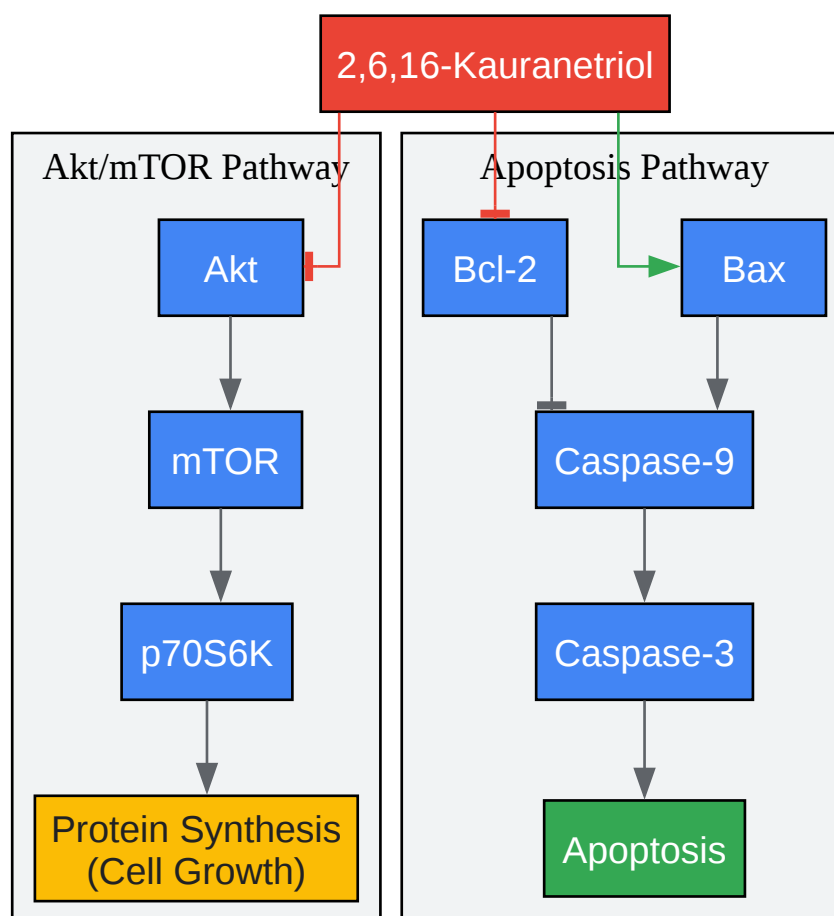 2,6,16-Kauranetriol
Akt/mTOR Pathway
Akt
mTOR
p70S6K
Protein Synthesis
(Cell Growth)
Apoptosis Pathway
Bcl-2
Bax
Caspase-9
Caspase-3
Apoptosis